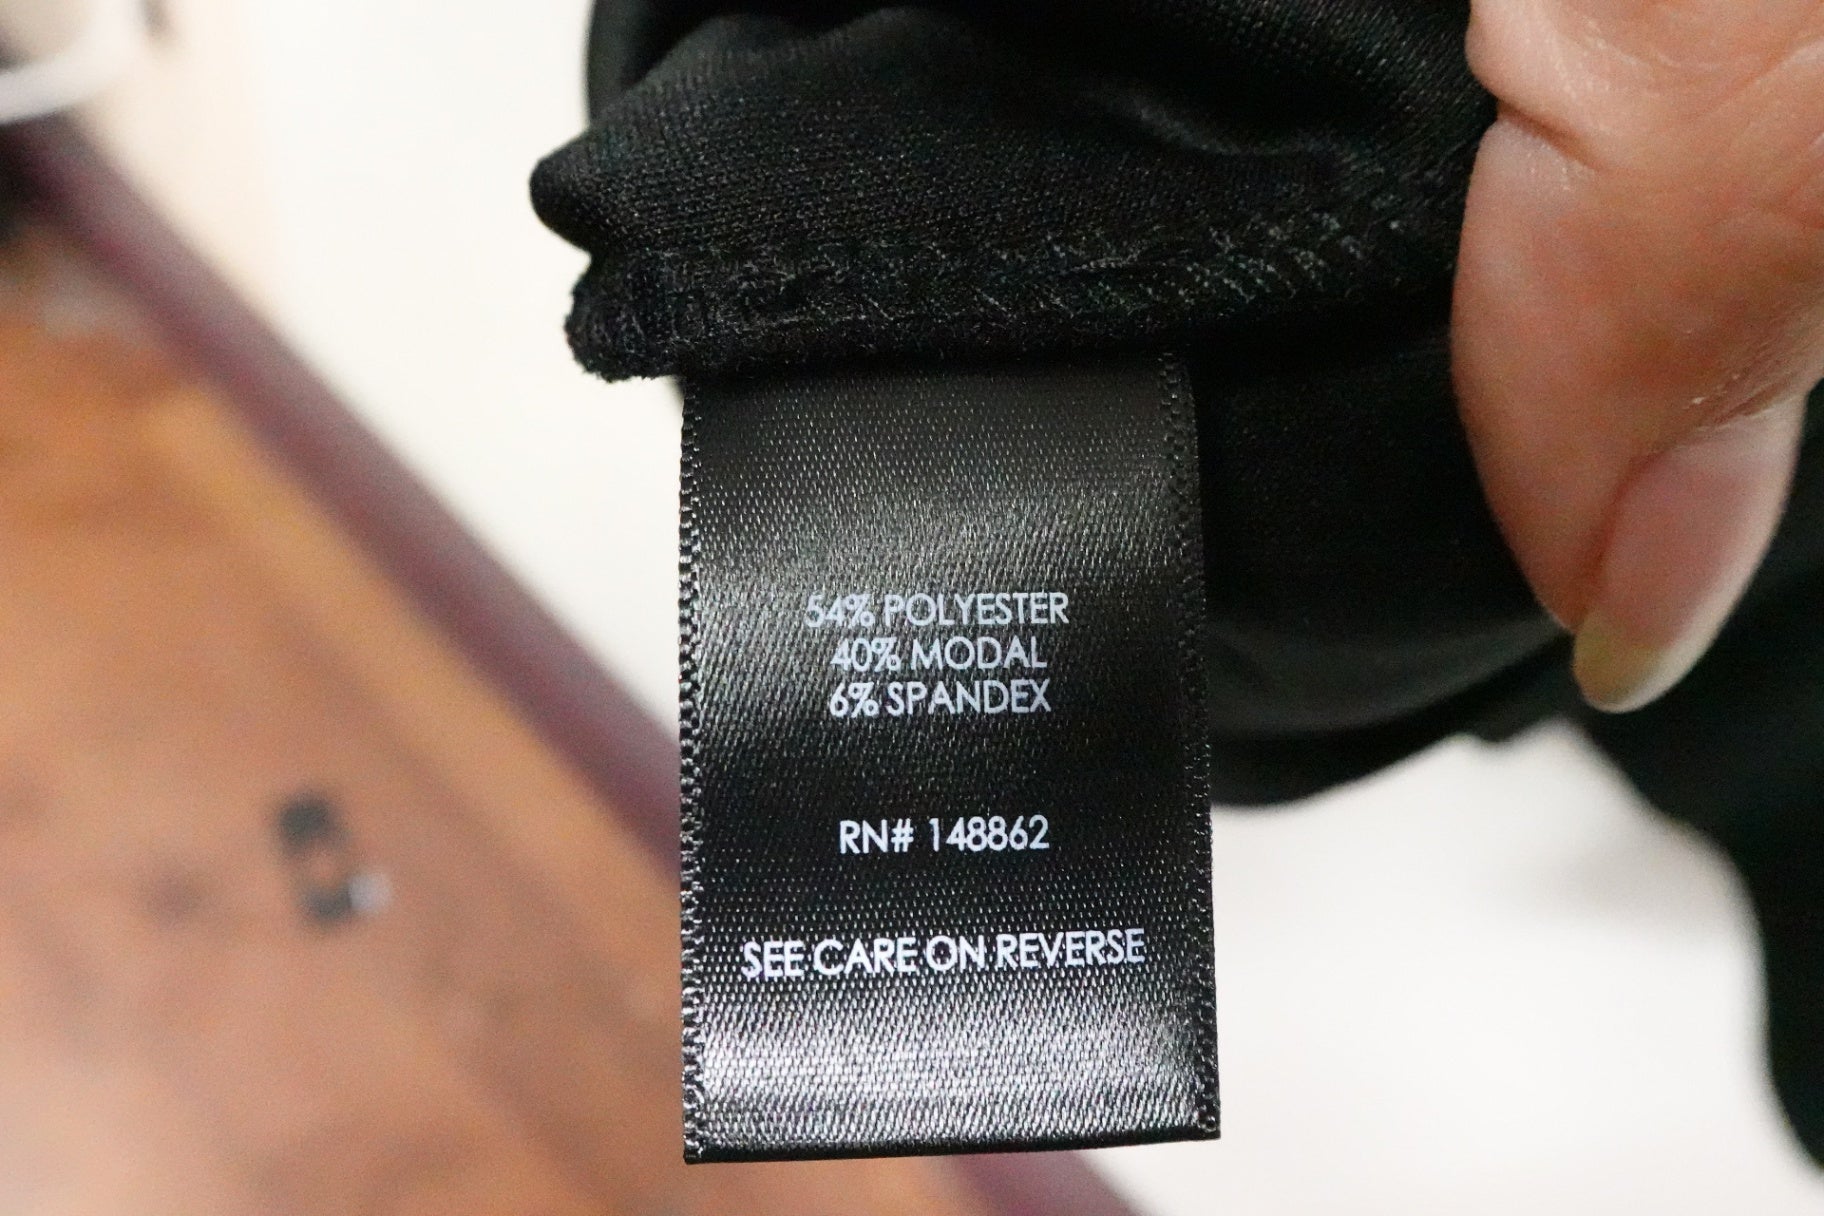 54% POLYESTER
40% MODAL
6% SPANDEX
RN# 148862
SEE CARE ON REVERSE